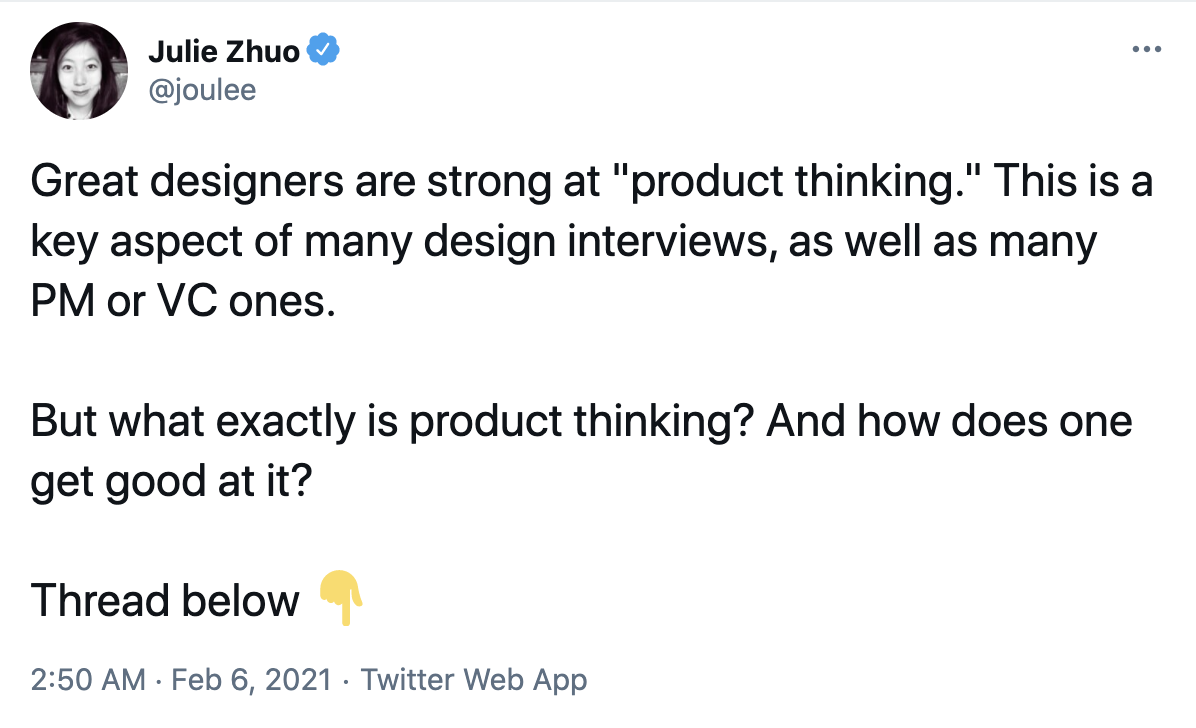 Julie Zhuo
@joulee
Great designers are strong at "product thinking." This is a
key aspect of many design interviews, as well as many
PM or VC ones.
But what exactly is product thinking? And how does one
get good at it?
Thread below 👇
2:50 AM · Feb 6, 2021 · Twitter Web App